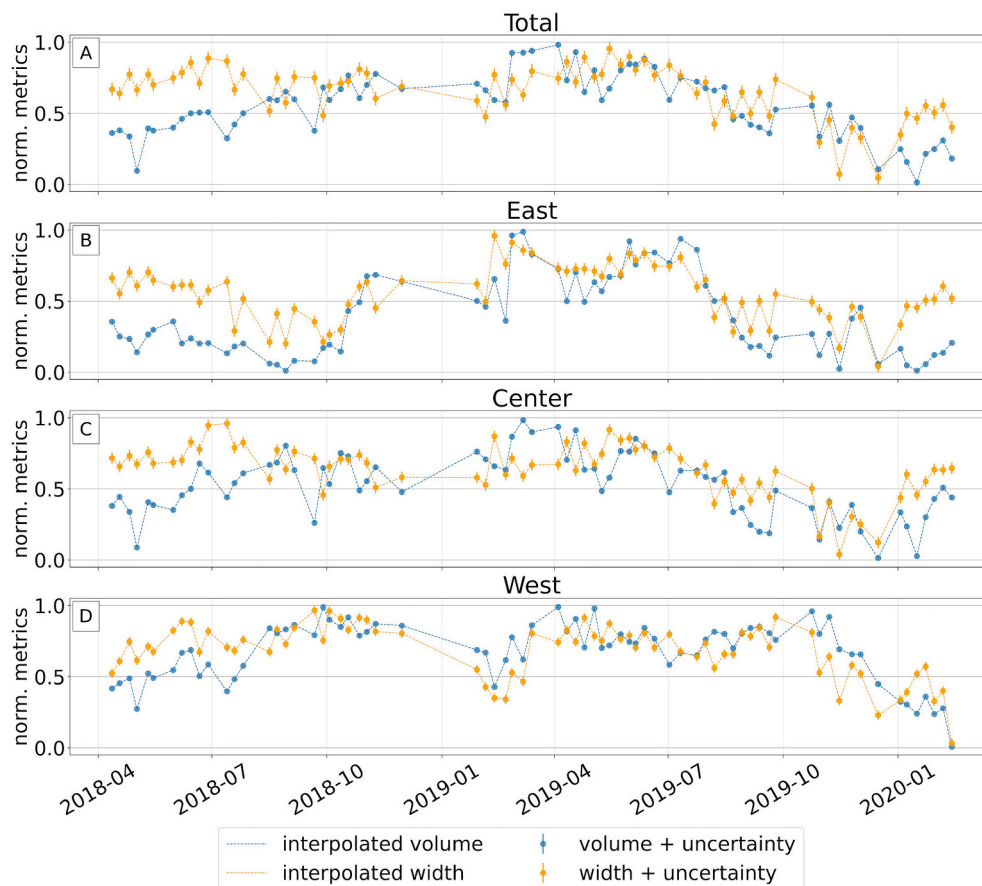 Total
A
norm. metrics
1.0
0.5
0.0
East
B
norm. metrics
1.0
0.5
0.0
Center
C
norm. metrics
1.0
0.5
0.0
West
D
norm. metrics
1.0
0.5
0.0
2018-04 2018-07 2018-10 2019-01 2019-04 2019-07 2019-10 2020-01
interpolated volume volume + uncertainty
interpolated width width + uncertainty